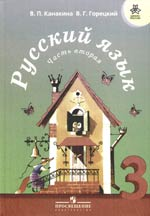 В. П. Канакина В. Г. Горецкий
Русский язык
Часть вторая
3
ПРОСВЕЩЕНИЕ